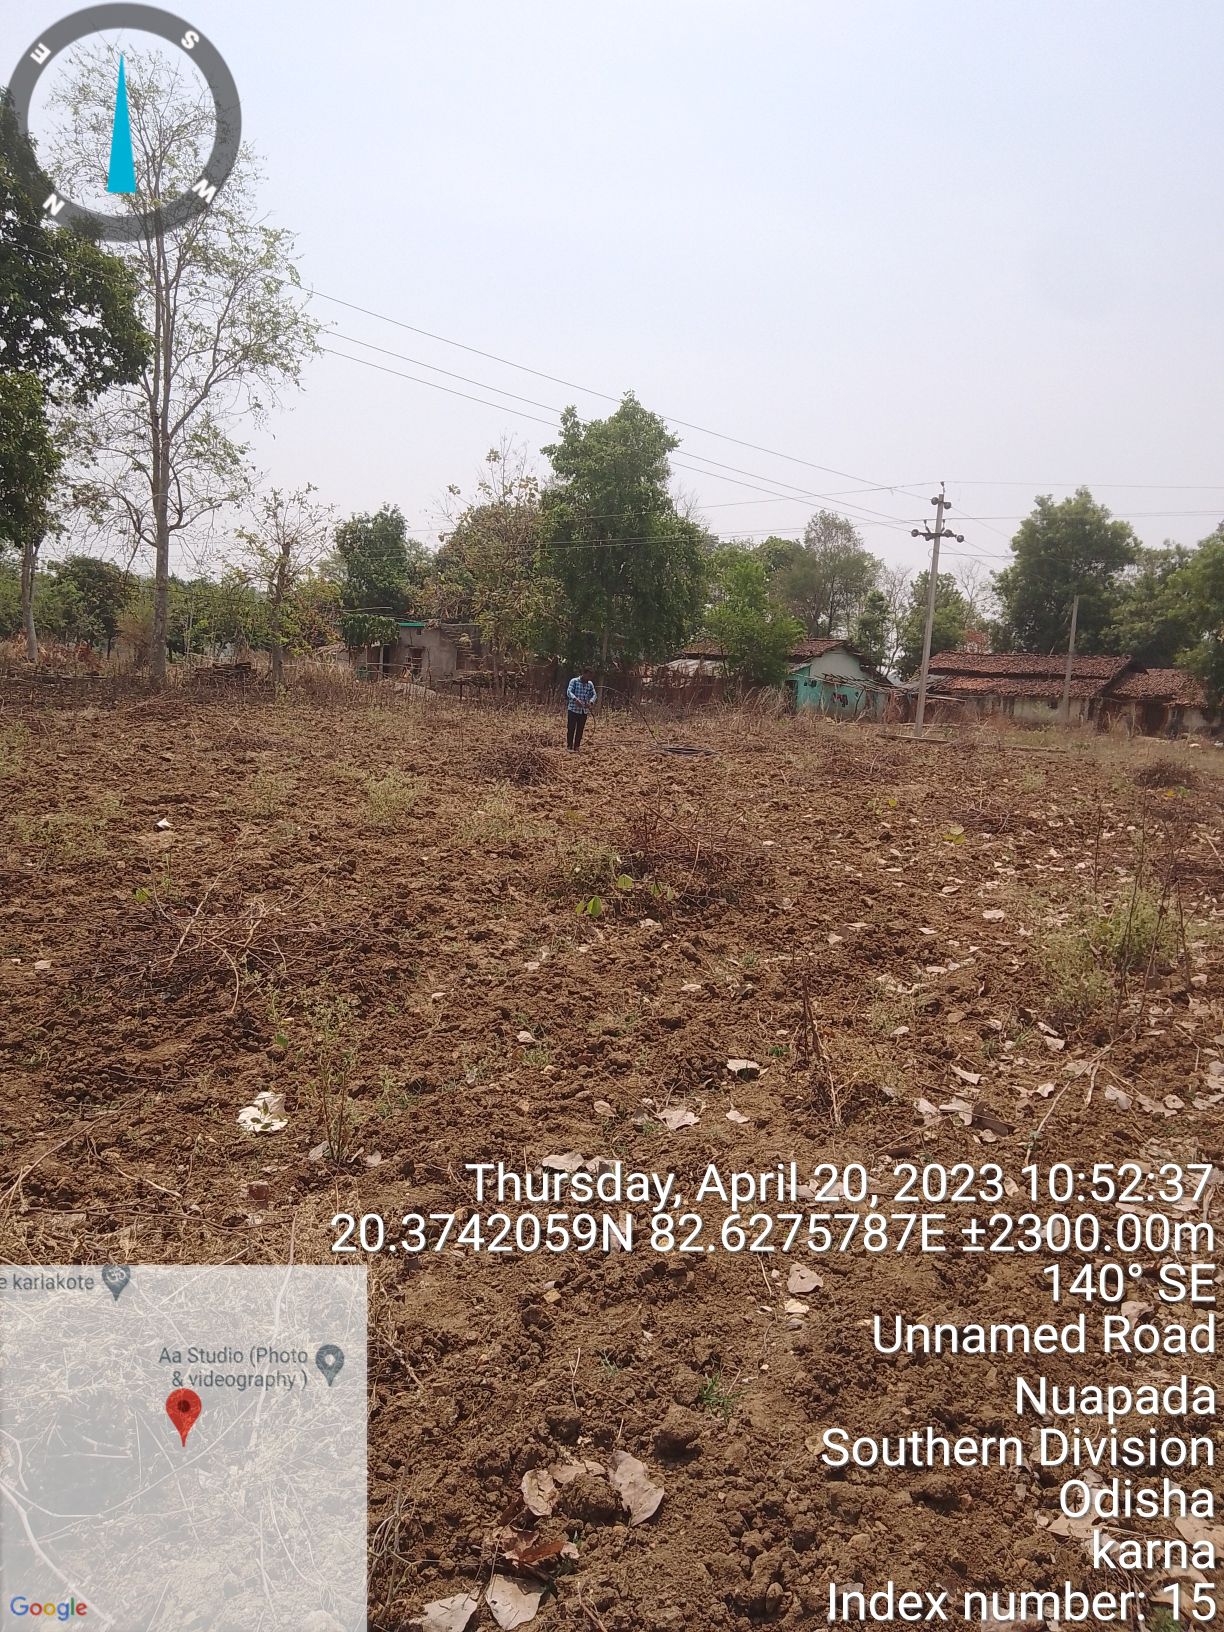 E
S
N
W
Thursday, April 20, 2023 10:52:37
20.3742059N 82.6275787E ±2300.00m
140° SE
Unnamed Road
Nuapada
Southern Division
Odisha
karna
Index number: 15
e karlakote
Aa Studio (Photo
& videography )
Google